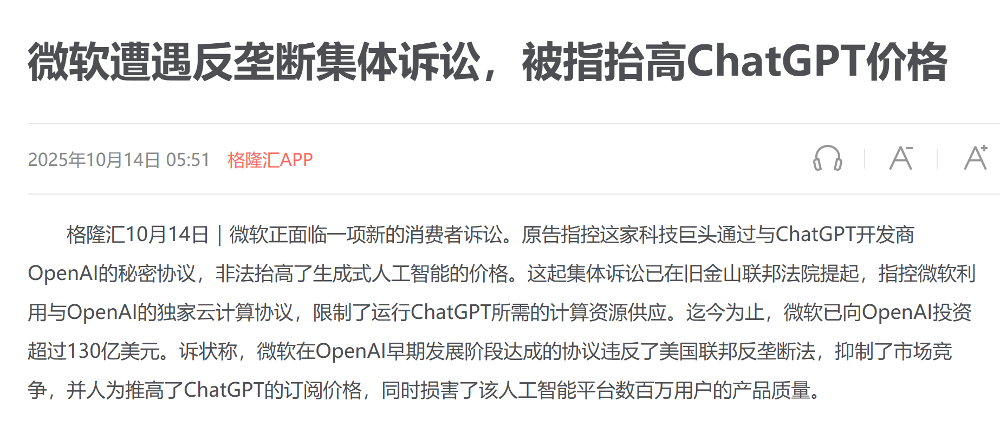 微软遭遇反垄断集体诉讼，被指抬高ChatGPT价格
2025年10月14日 05:51 格隆汇APP
A-
A+
格隆汇10月14日｜微软正面临一项新的消费者诉讼。原告指控这家科技巨头通过与ChatGPT开发商
OpenAI的秘密协议，非法抬高了生成式人工智能的价格。这起集体诉讼已在旧金山联邦法院提起，指控微软利
用与OpenAI的独家云计算协议，限制了运行ChatGPT所需的计算资源供应。迄今为止，微软已向OpenAI投资
超过130亿美元。诉状称，微软在OpenAI早期发展阶段达成的协议违反了美国联邦反垄断法，抑制了市场竞
争，并人为推高了ChatGPT的订阅价格，同时损害了该人工智能平台数百万用户的产品质量。